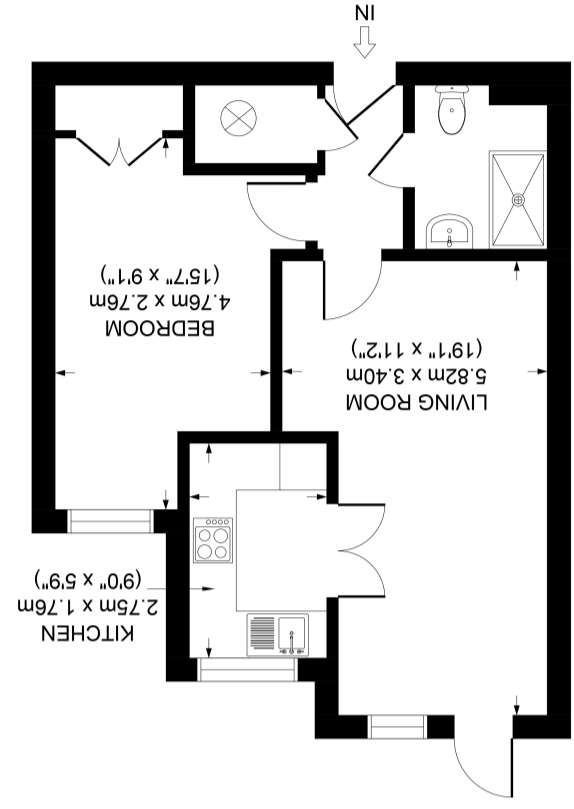 KITCHEN
2.75m x 1.76m
(9'0" x 5'9")
LIVING ROOM
5.82m x 3.40m
(19'1" x 11'2")
BEDROOM
4.76m x 2.76m
(15'7" x 9'1")
IN